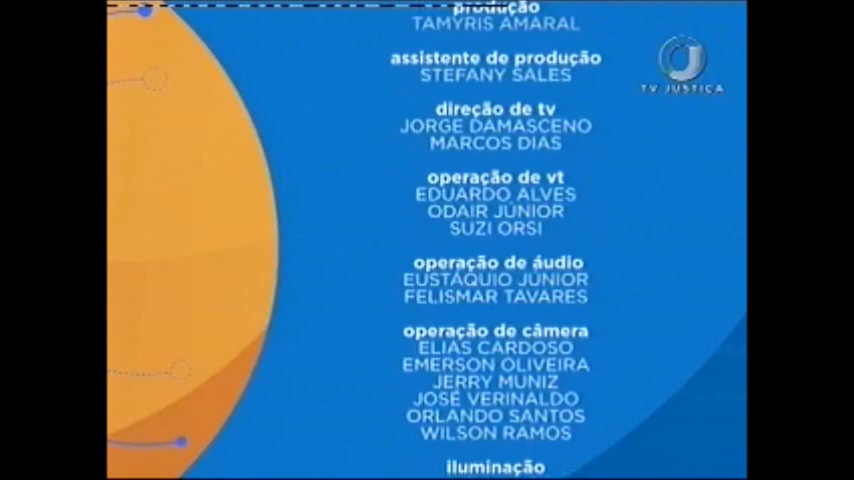 produção
TAMYRIS AMARAL
assistente de produção
STEFANY SALES
direção de tv
JORGE DAMASCENO
MARCOS DIAS
operação de vt
EDUARDO ALVES
ODAIR JÚNIOR
SUZI ORSI
operação de áudio
EUSTÁQUIO JÚNIOR
FELISMAR TAVARES
operação de câmera
ELIAS CARDOSO
EMERSON OLIVEIRA
JERRY MUNIZ
JOSÉ VERINALDO
ORLANDO SANTOS
WILSON RAMOS
iluminação
TV JUSTIÇA